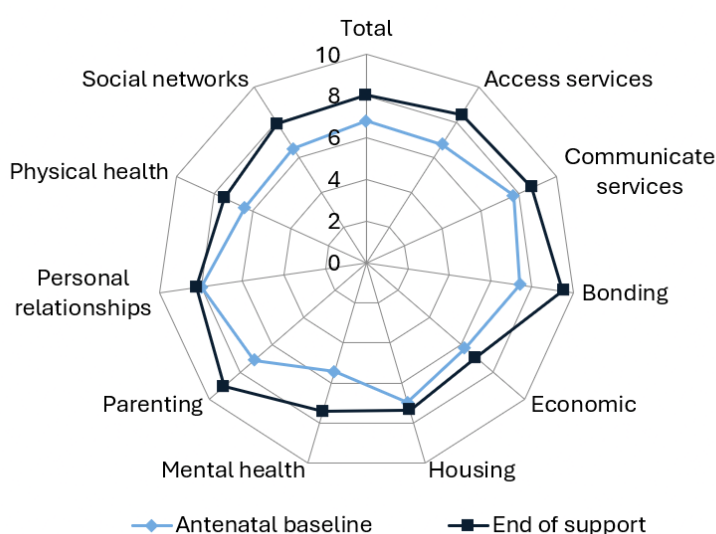 Total
10
Social networks
Access services
8
6
Physical health
Communicate
services
4
2
0
Personal
relationships
Bonding
Parenting
Economic
Mental health
Housing
Antenatal baseline
End of support